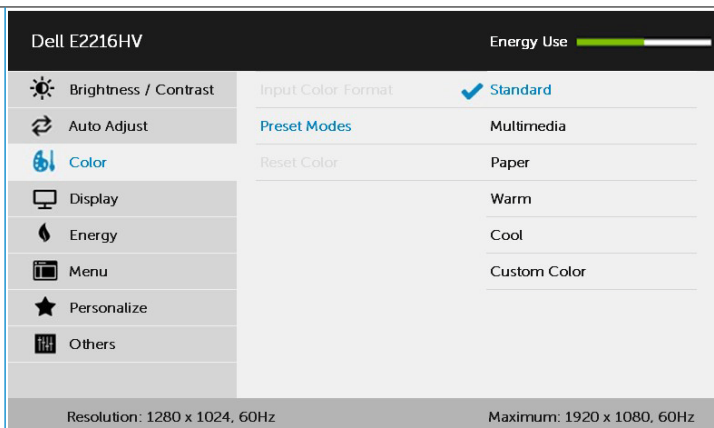 Dell E2216HV
Energy Use
Brightness / Contrast
Input Color Format
Standard
Auto Adjust
Preset Modes
Multimedia
Color
Reset Color
Paper
Display
Warm
Energy
Cool
Menu
Custom Color
Personalize
Others
Resolution: 1280 x 1024, 60Hz
Maximum: 1920 x 1080, 60Hz